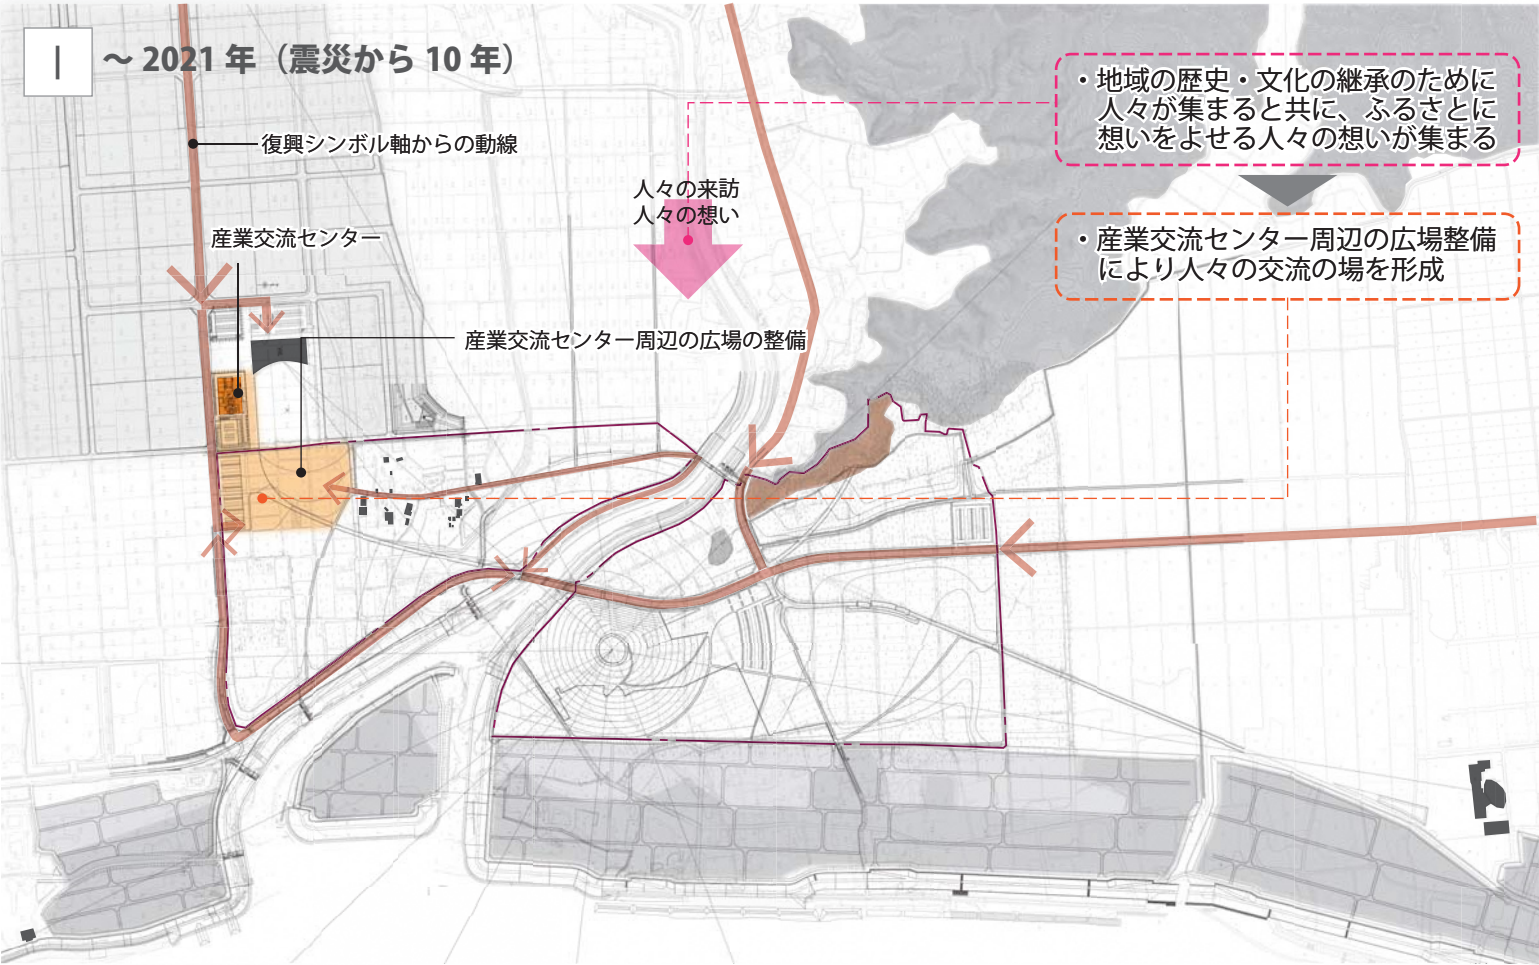 I
～ 2021 年（震災から 10 年）
・地域の歴史・文化の継承のために
人々が集まると共に、ふるさとに
想いをよせる人々の想いが集まる
復興シンボル軸からの動線
人々の来訪
人々の想い
産業交流センター
・産業交流センター周辺の広場整備
により人々の交流の場を形成
産業交流センター周辺の広場の整備